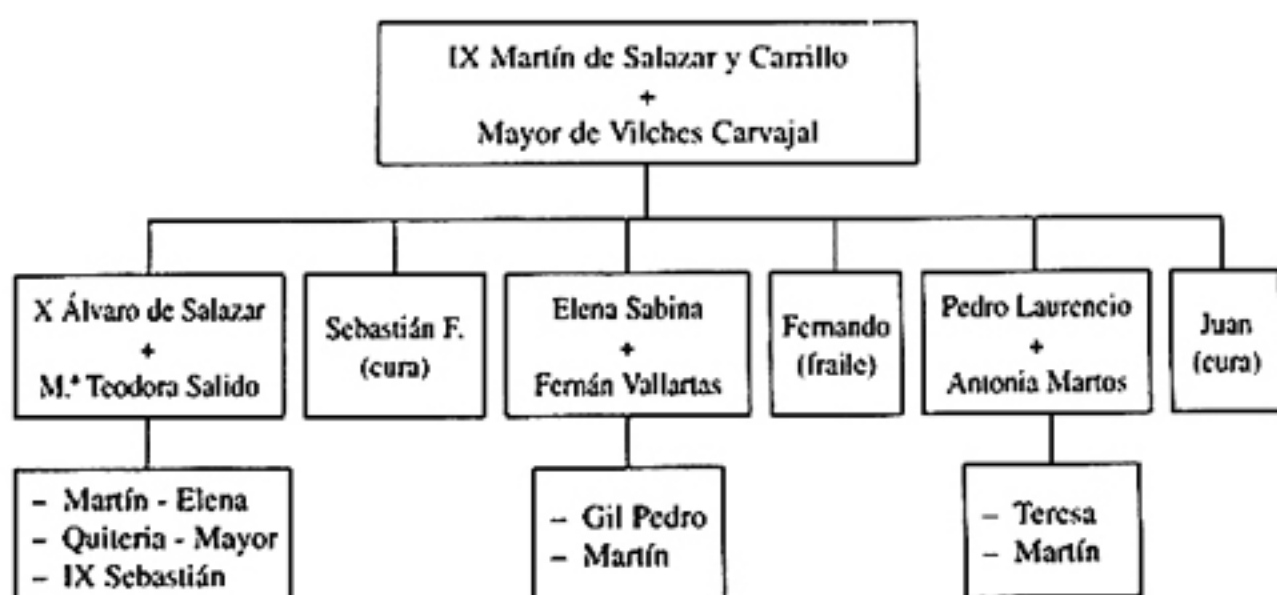 IX Martín de Salazar y Carrillo
+
Mayor de Vilches Carvajal
X Álvaro de Salazar
+
M.ª Teodora Salido
Sebastián F.
(cura)
Elena Sabina
+
Fernán Vallartas
Fernando
(fraile)
Pedro Laurencio
+
Antonia Martos
Juan
(cura)
– Martín - Elena
– Quiteria - Mayor
– IX Sebastián
– Gil Pedro
– Martín
– Teresa
– Martín